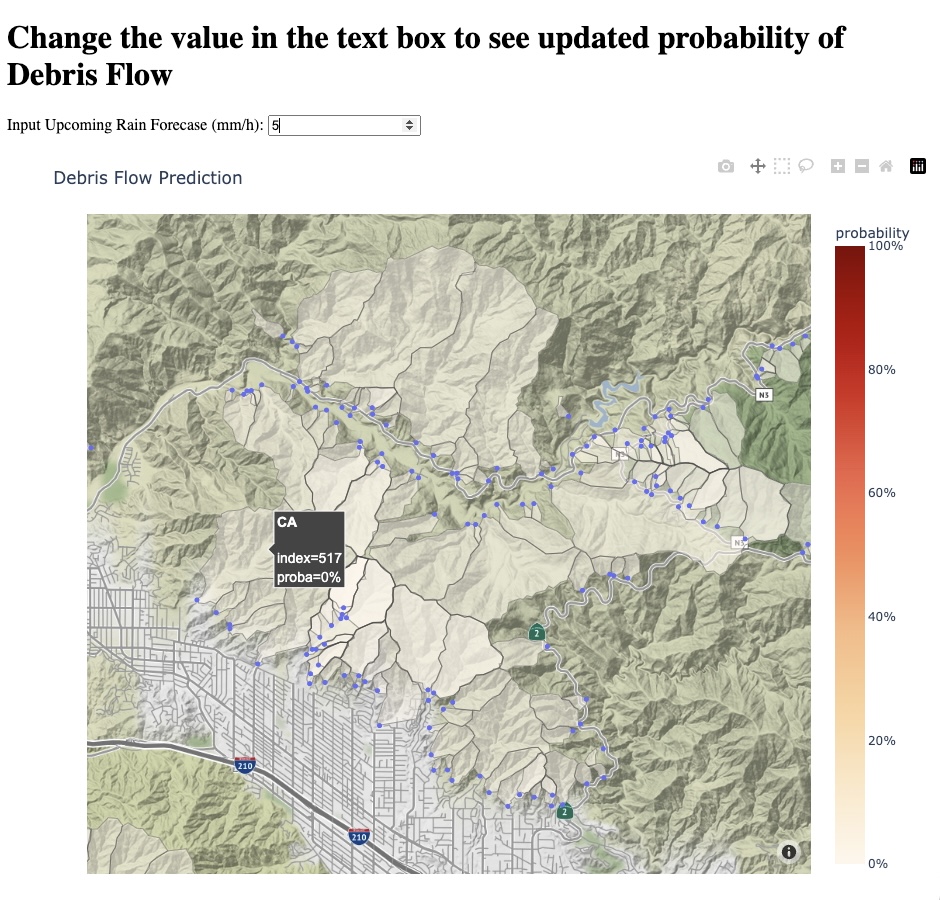 Change the value in the text box to see updated probability of
Debris Flow
Input Upcoming Rain Forecase (mm/h): 5
Debris Flow Prediction
probability
100%
80%
60%
40%
20%
0%
N3
N3
N3
CA
index=517
proba=0%
2
2
210
210